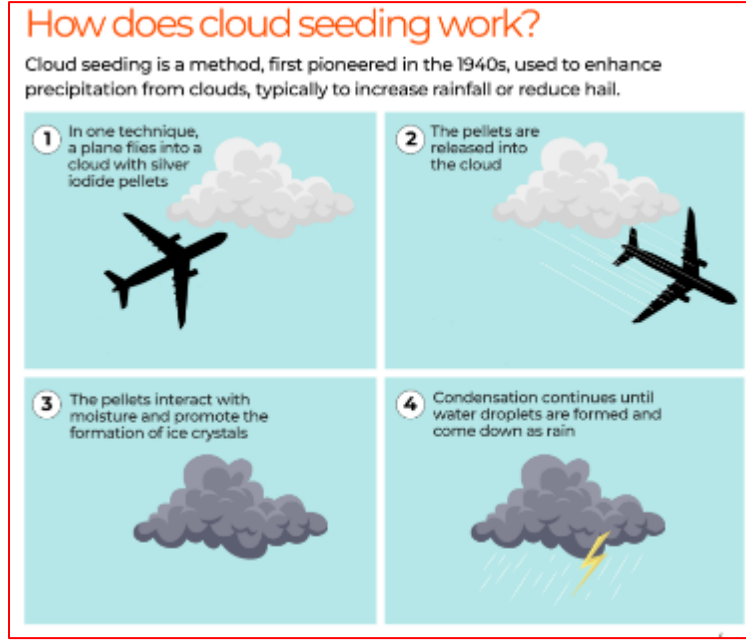 How does cloud seeding work?
Cloud seeding is a method, first pioneered in the 1940s, used to enhance
precipitation from clouds, typically to increase rainfall or reduce hail.
1
In one technique,
a plane flies into a
cloud with silver
iodide pellets
2
The pellets are
released into
the cloud
3
The pellets interact with
moisture and promote the
formation of ice crystals
4
Condensation continues until
water droplets are formed and
come down as rain